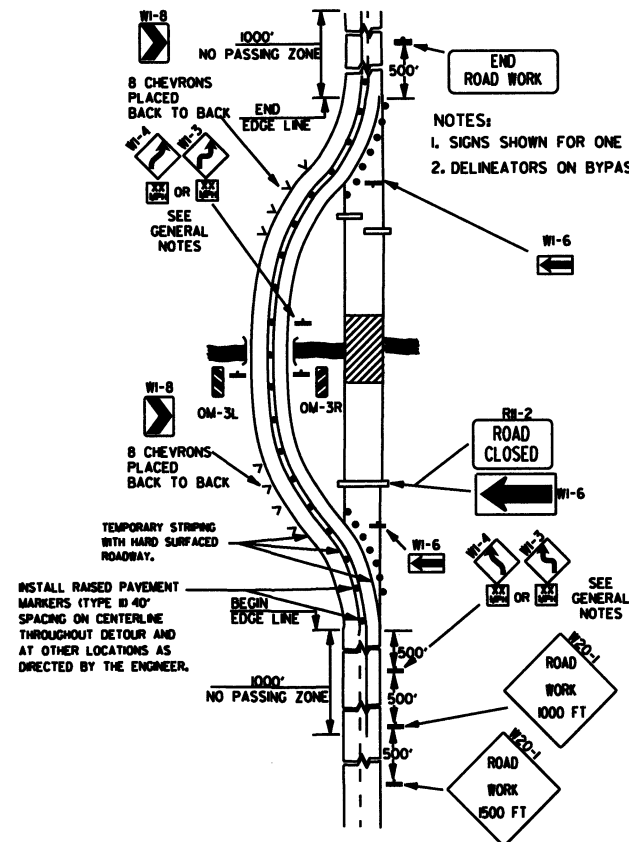 W1-8
1000'
NO PASSING ZONE
500'
END
ROAD WORK
8 CHEVRONS
PLACED
BACK TO BACK
END
EDGE LINE
NOTES:
1. SIGNS SHOWN FOR ONE
2. DELINEATORS ON BYPAS
W1-4
W1-3
XX
MPH
OR
XX
MPH
SEE
GENERAL
NOTES
W1-6
W1-8
OM-3L
OM-3R
R11-2
ROAD
CLOSED
W1-6
8 CHEVRONS
PLACED
BACK TO BACK
TEMPORARY STRIPING
WITH HARD SURFACED
ROADWAY.
W1-6
W1-4
W1-3
XX
MPH
OR
XX
MPH
SEE
GENERAL
NOTES
INSTALL RAISED PAVEMENT
MARKERS (TYPE II) 40'
SPACING ON CENTERLINE
THROUGHOUT DETOUR AND
AT OTHER LOCATIONS AS
DIRECTED BY THE ENGINEER.
BEGIN
EDGE LINE
500'
1000'
NO PASSING ZONE
500'
W20-1
ROAD
WORK
1000 FT
500'
W20-1
ROAD
WORK
1500 FT